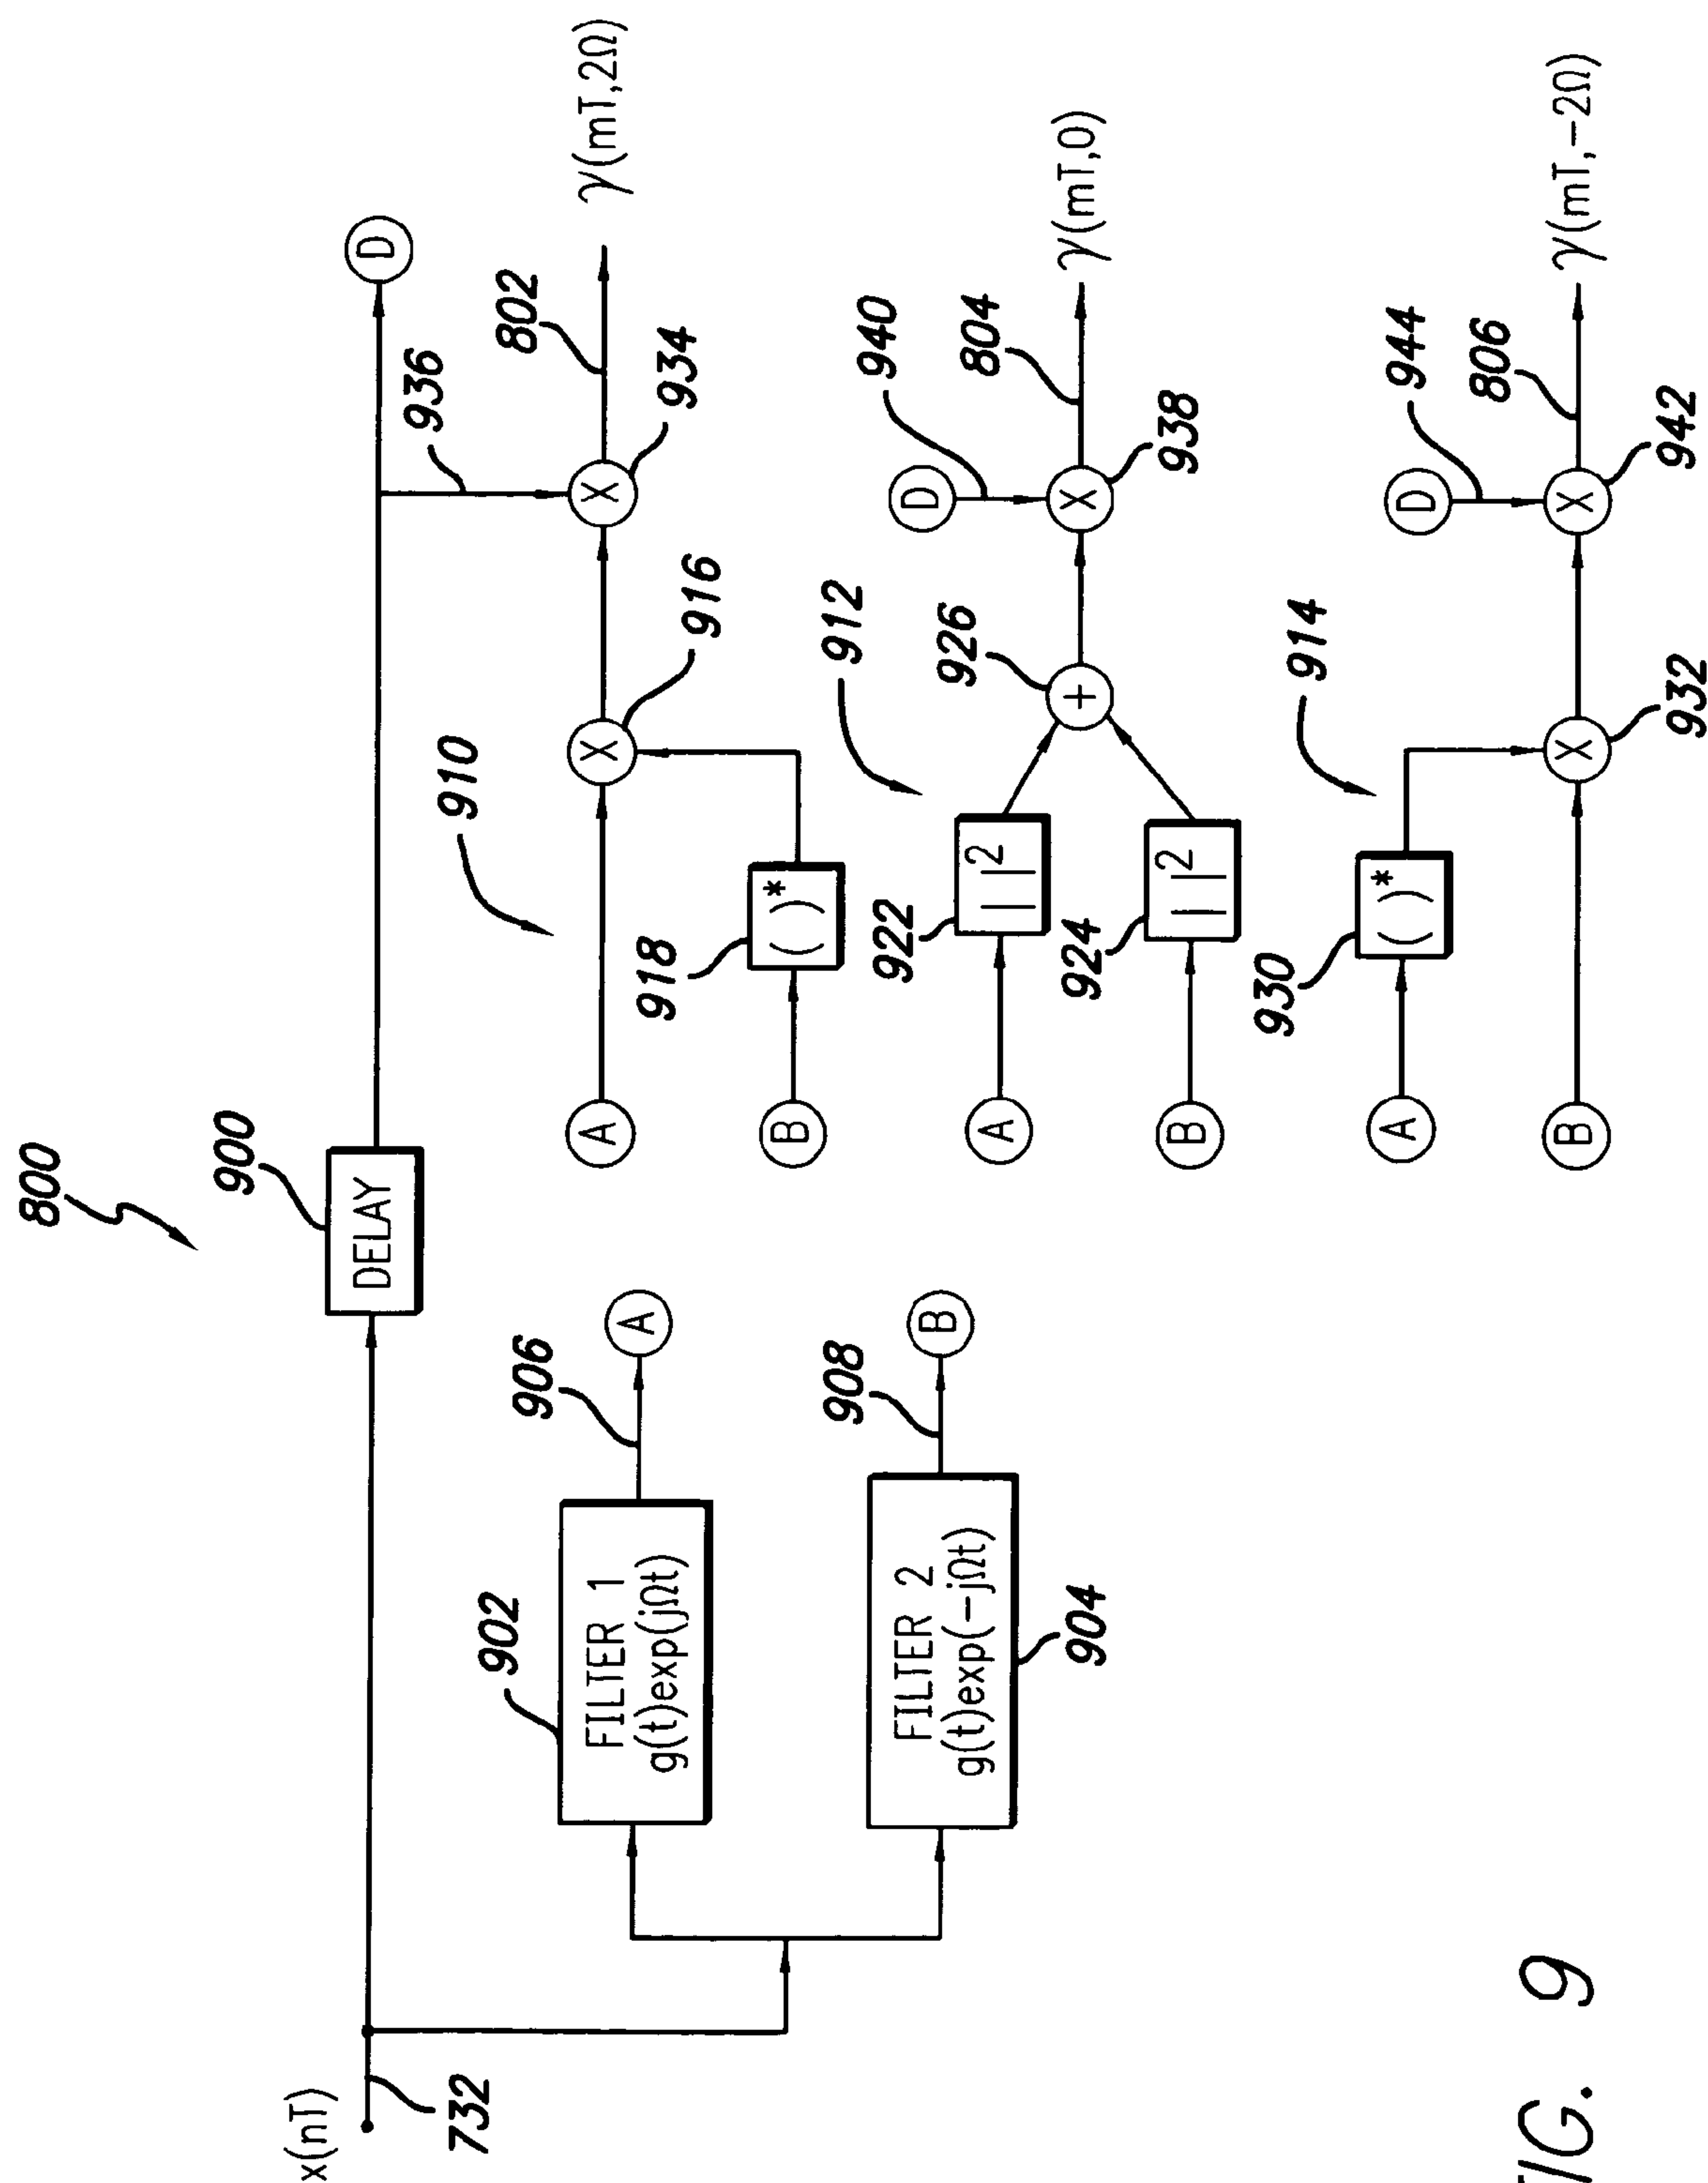 800
x(nT)
732
900
DELAY
D
902
FILTER 1
g(t)exp(jΩt)
906
A
904
FILTER 2
g(t)exp(-jΩt)
908
B
910
A
X
916
936
X
934
802
γ(mT,2Ω)
B
918
( )*
912
A
922
| |²
926
+
D
940
X
938
804
γ(mT,0)
B
924
| |²
914
A
930
( )*
B
X
932
D
944
X
942
806
γ(mT,-2Ω)
FIG. 9